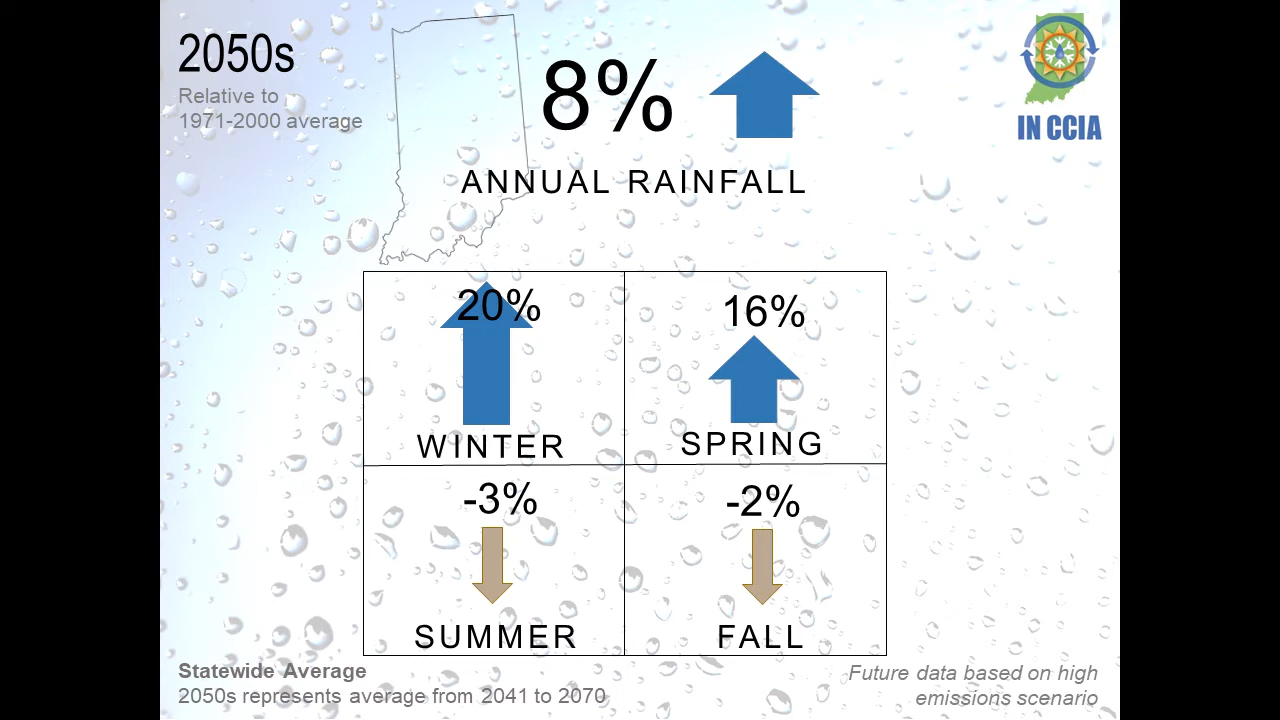 2050s
Relative to
1971-2000 average
8%
ANNUAL RAINFALL
IN CCIA
20%
WINTER
16%
SPRING
-3%
SUMMER
-2%
FALL
Statewide Average
2050s represents average from 2041 to 2070
Future data based on high
emissions scenario